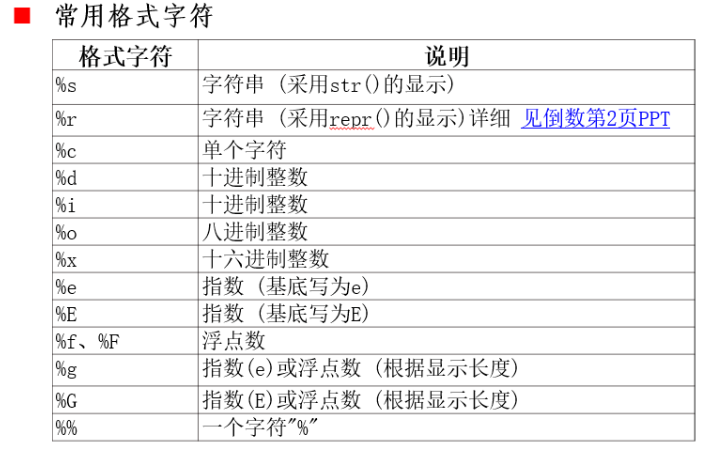 常用格式字符
格式字符 说明
%s 字符串 (采用str()的显示)
%r 字符串 (采用repr()的显示)详细 见倒数第2页PPT
%c 单个字符
%d 十进制整数
%i 十进制整数
%o 八进制整数
%x 十六进制整数
%e 指数 (基底写为e)
%E 指数 (基底写为E)
%f、%F 浮点数
%g 指数(e)或浮点数 (根据显示长度)
%G 指数(E)或浮点数 (根据显示长度)
%% 一个字符"%"